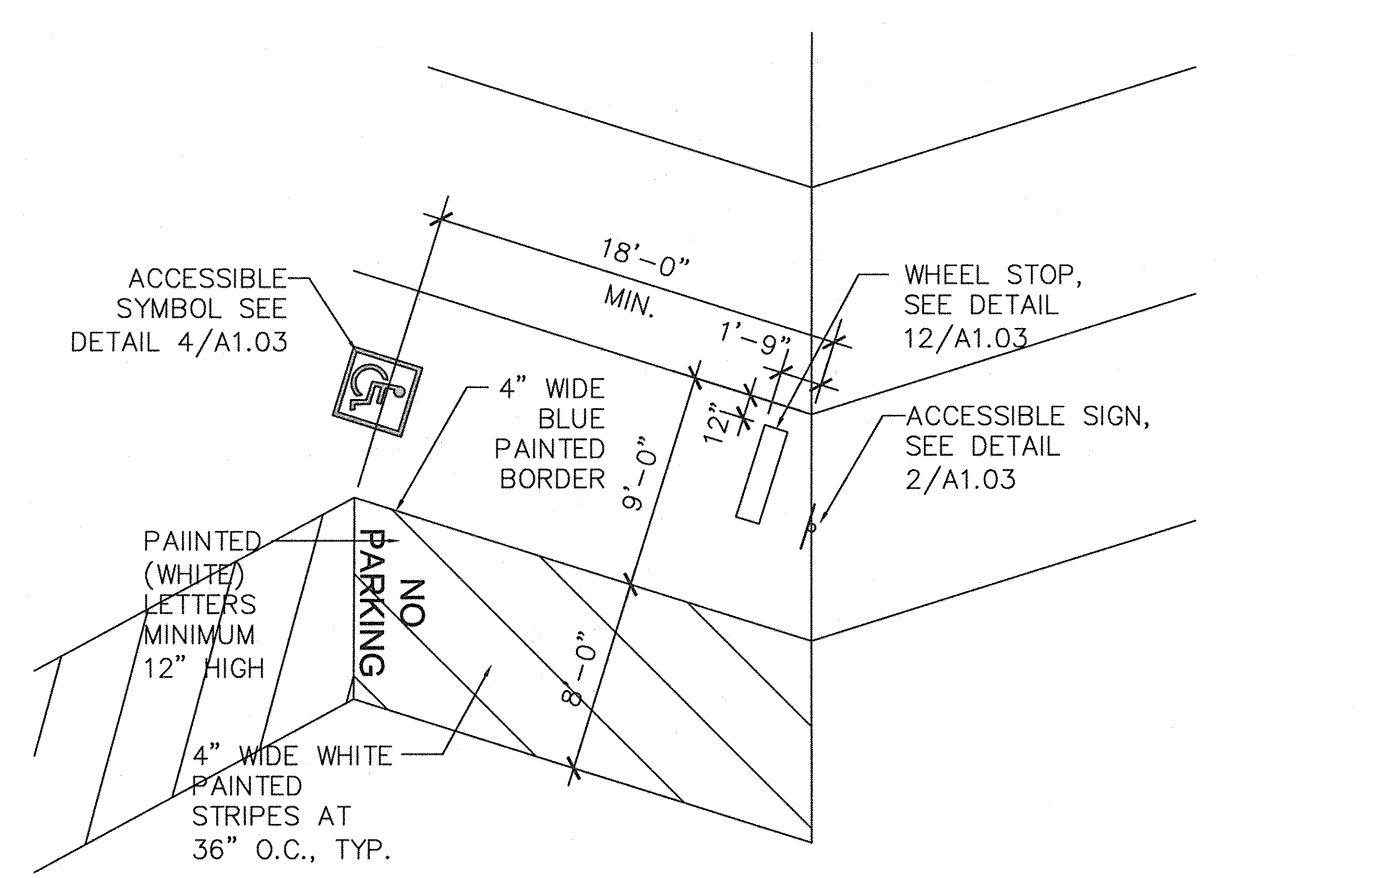 18'-0"
MIN.
1'-9"
ACCESSIBLE
SYMBOL SEE
DETAIL 4/A1.03
WHEEL STOP,
SEE DETAIL
12/A1.03
4" WIDE
BLUE
PAINTED
BORDER
9'-0"
12"
ACCESSIBLE SIGN,
SEE DETAIL
2/A1.03
PAIINTED
(WHITE)
LETTERS
MINIMUM
12" HIGH
NO
PARKING
8-0"
4" WIDE WHITE
PAINTED
STRIPES AT
36" O.C., TYP.